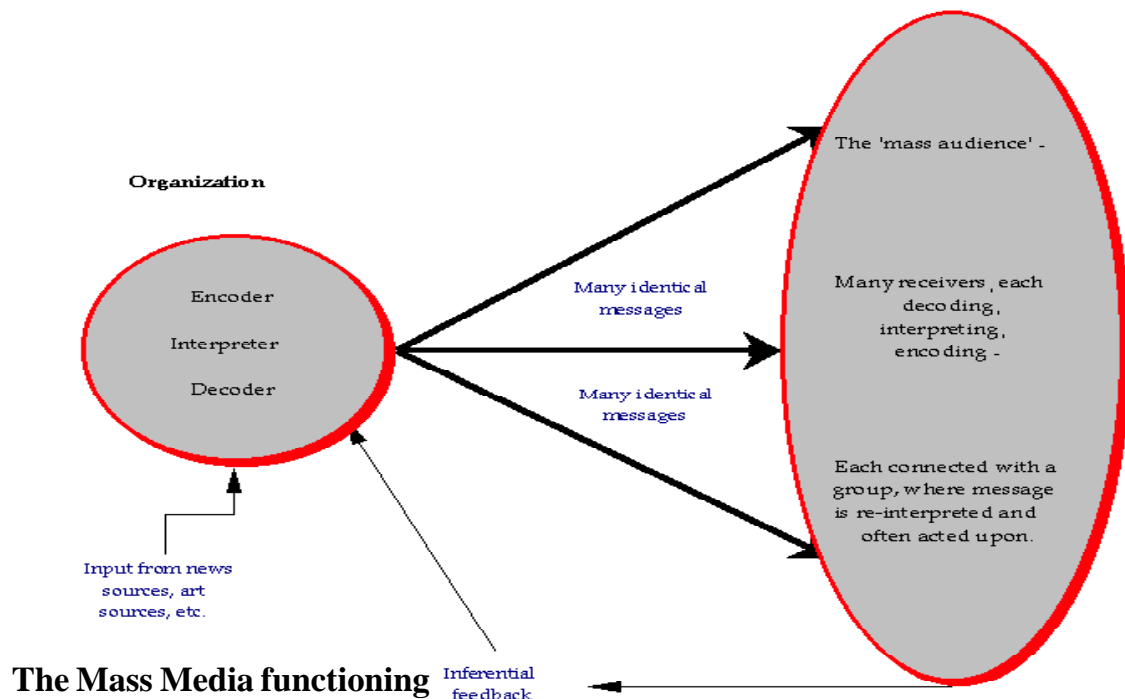 Organization
Encoder
Interpreter
Decoder
Input from news
sources, art
sources, etc.
Many identical
messages
Many identical
messages
The 'mass audience' -
Many receivers, each
decoding,
interpreting,
encoding -
Each connected with a
group, where message
is re-interpreted and
often acted upon.
Inferential
feedback
The Mass Media functioning